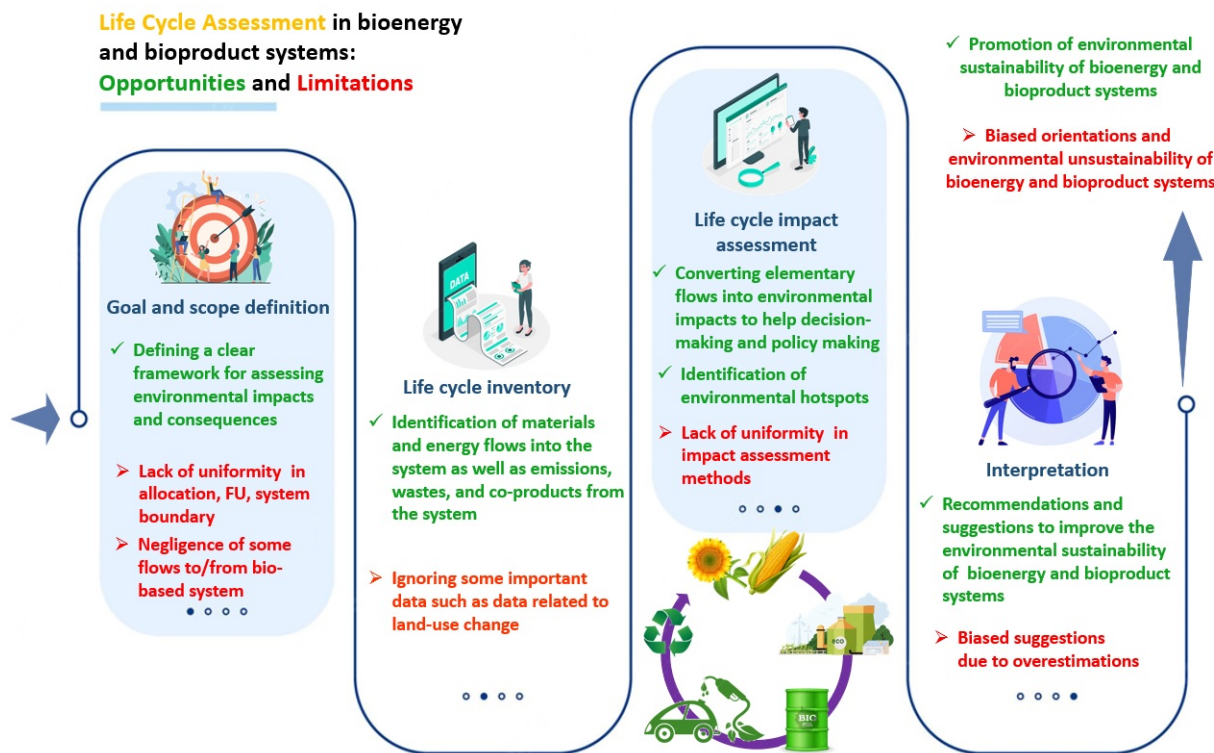 Life Cycle Assessment in bioenergy
and bioproduct systems:
Opportunities and Limitations
Goal and scope definition
✓ Defining a clear
framework for assessing
environmental impacts
and consequences
➢ Lack of uniformity in
allocation, FU, system
boundary
➢ Negligence of some
flows to/from bio-
based system
DATA
Life cycle inventory
✓ Identification of materials
and energy flows into the
system as well as emissions,
wastes, and co-products from
the system
➢ Ignoring some important
data such as data related to
land-use change
Life cycle impact
assessment
✓ Converting elementary
flows into environmental
impacts to help decision-
making and policy making
✓ Identification of
environmental hotspots
➢ Lack of uniformity in
impact assessment
methods
eco
BIO
Interpretation
✓ Recommendations and
suggestions to improve the
environmental sustainability
of bioenergy and bioproduct
systems
➢ Biased suggestions
due to overestimations
✓ Promotion of environmental
sustainability of bioenergy and
bioproduct systems
➢ Biased orientations and
environmental unsustainability of
bioenergy and bioproduct systems